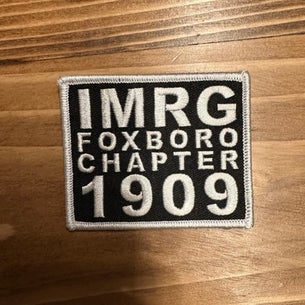 IMRG
FOXBORO
CHAPTER
1909